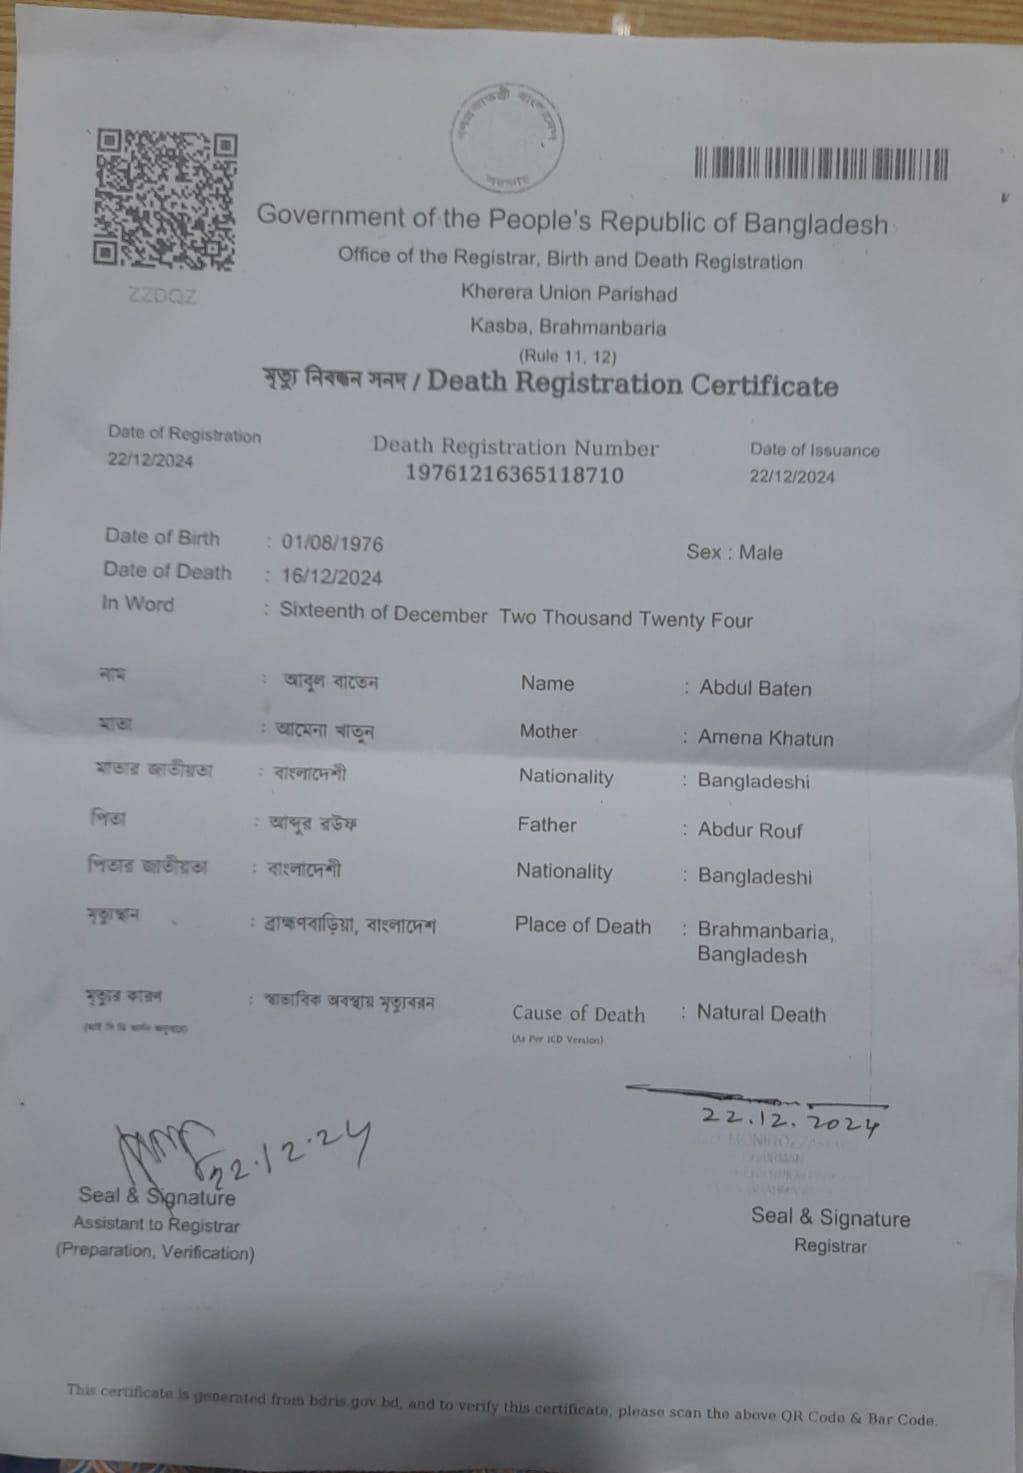 গণপ্রজাতন্ত্রী বাংলাদেশ
সরকার
ZZDQZ
Government of the People's Republic of Bangladesh
Office of the Registrar, Birth and Death Registration
Kherera Union Parishad
Kasba, Brahmanbaria
(Rule 11, 12)
মৃত্যু নিবন্ধন সনদ / Death Registration Certificate
Date of Registration
22/12/2024
Death Registration Number
19761216365118710
Date of Issuance
22/12/2024
Date of Birth : 01/08/1976 Sex : Male
Date of Death : 16/12/2024
In Word : Sixteenth of December Two Thousand Twenty Four
নাম : আবুল বাতেন Name : Abdul Baten
মাতা : আমেনা খাতুন Mother : Amena Khatun
মাতার জাতীয়তা : বাংলাদেশী Nationality : Bangladeshi
পিতা : আব্দুর রউফ Father : Abdur Rouf
পিতার জাতীয়তা : বাংলাদেশী Nationality : Bangladeshi
মৃত্যুস্থান : ব্রাহ্মণবাড়িয়া, বাংলাদেশ Place of Death : Brahmanbaria,
Bangladesh
মৃত্যুর কারণ : স্বাভাবিক অবস্থায় মৃত্যুবরন Cause of Death : Natural Death
(As Per ICD Version)
22.12.24
22.12.2024
CHAIRMAN
Seal & Signature
Assistant to Registrar
(Preparation, Verification)
Seal & Signature
Registrar
This certificate is generated from bdris.gov.bd, and to verify this certificate, please scan the above QR Code & Bar Code.